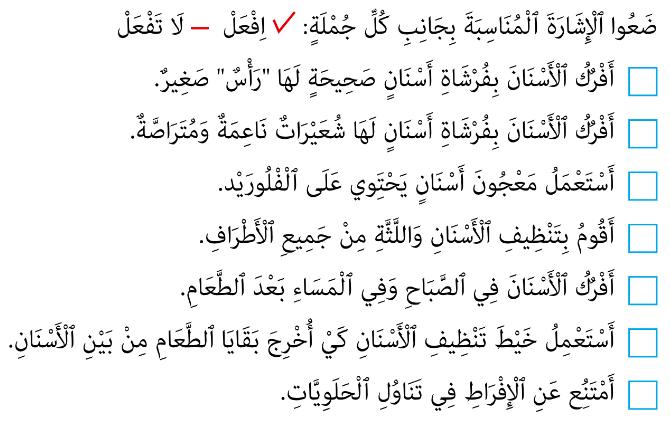 ضَعُوا ٱلْإِشَارَةَ ٱلْمُنَاسِبَةَ بِجَانِبِ كُلِّ جُمْلَةٍ: ✓ اِفْعَلْ — لَا تَفْعَلْ
أَفْرُكُ ٱلْأَسْنَانَ بِفُرْشَاةِ أَسْنَانٍ صَحِيحَةٍ لَهَا "رَأْسٌ" صَغِيرٌ.
أَفْرُكُ ٱلْأَسْنَانَ بِفُرْشَاةِ أَسْنَانٍ لَهَا شُعَيْرَاتٌ نَاعِمَةٌ وَمُتَرَاصَّةٌ.
أَسْتَعْمَلُ مَعْجُونَ أَسْنَانٍ يَحْتَوِي عَلَى ٱلْفْلُورَيْد.
أَقُومُ بِتَنْظِيفِ ٱلْأَسْنَانِ وَاللَّثَّةِ مِنْ جَمِيعِ ٱلْأَطْرَافِ.
أَفْرُكُ ٱلْأَسْنَانَ فِي ٱلصَّبَاحِ وَفِي ٱلْمَسَاءِ بَعْدَ ٱلطَّعَامِ.
أَسْتَعْمِلُ خَيْطَ تَنْظِيفِ ٱلْأَسْنَانِ كَيْ أُخْرِجَ بَقَايَا ٱلطَّعَامِ مِنْ بَيْنِ ٱلْأَسْنَانِ.
أَمْتَنُعِ عَنِ ٱلْإِفْرَاطِ فِي تَنَاوُلِ ٱلْحَلَوِيَّاتِ.